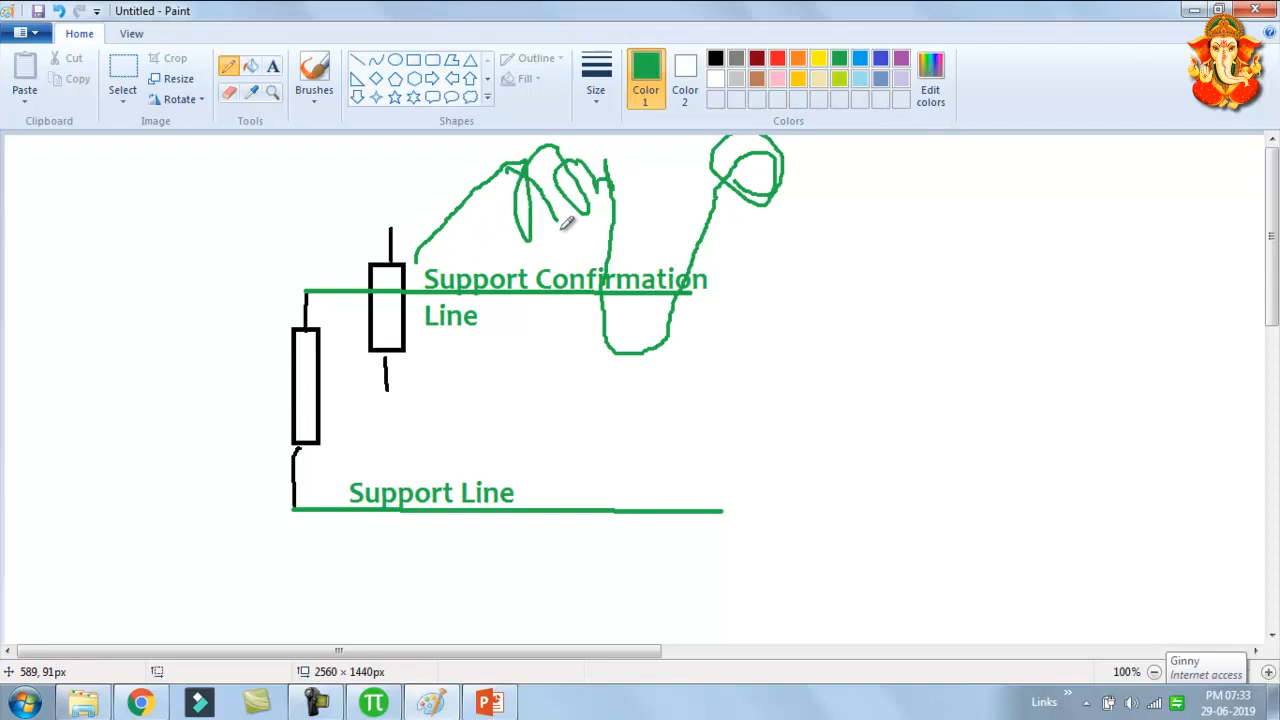 Untitled - Paint
Home View
Paste
Cut
Copy
Clipboard
Select
Crop
Resize
Rotate
Image
Tools
Brushes
Shapes
Outline
Fill
Size
Color 1
Color 2
Edit colors
Colors
Support Confirmation
Line
Support Line
589, 91px
2560 × 1440px
100%
Ginny
Internet access
Links
PM 07:33
29-06-2019